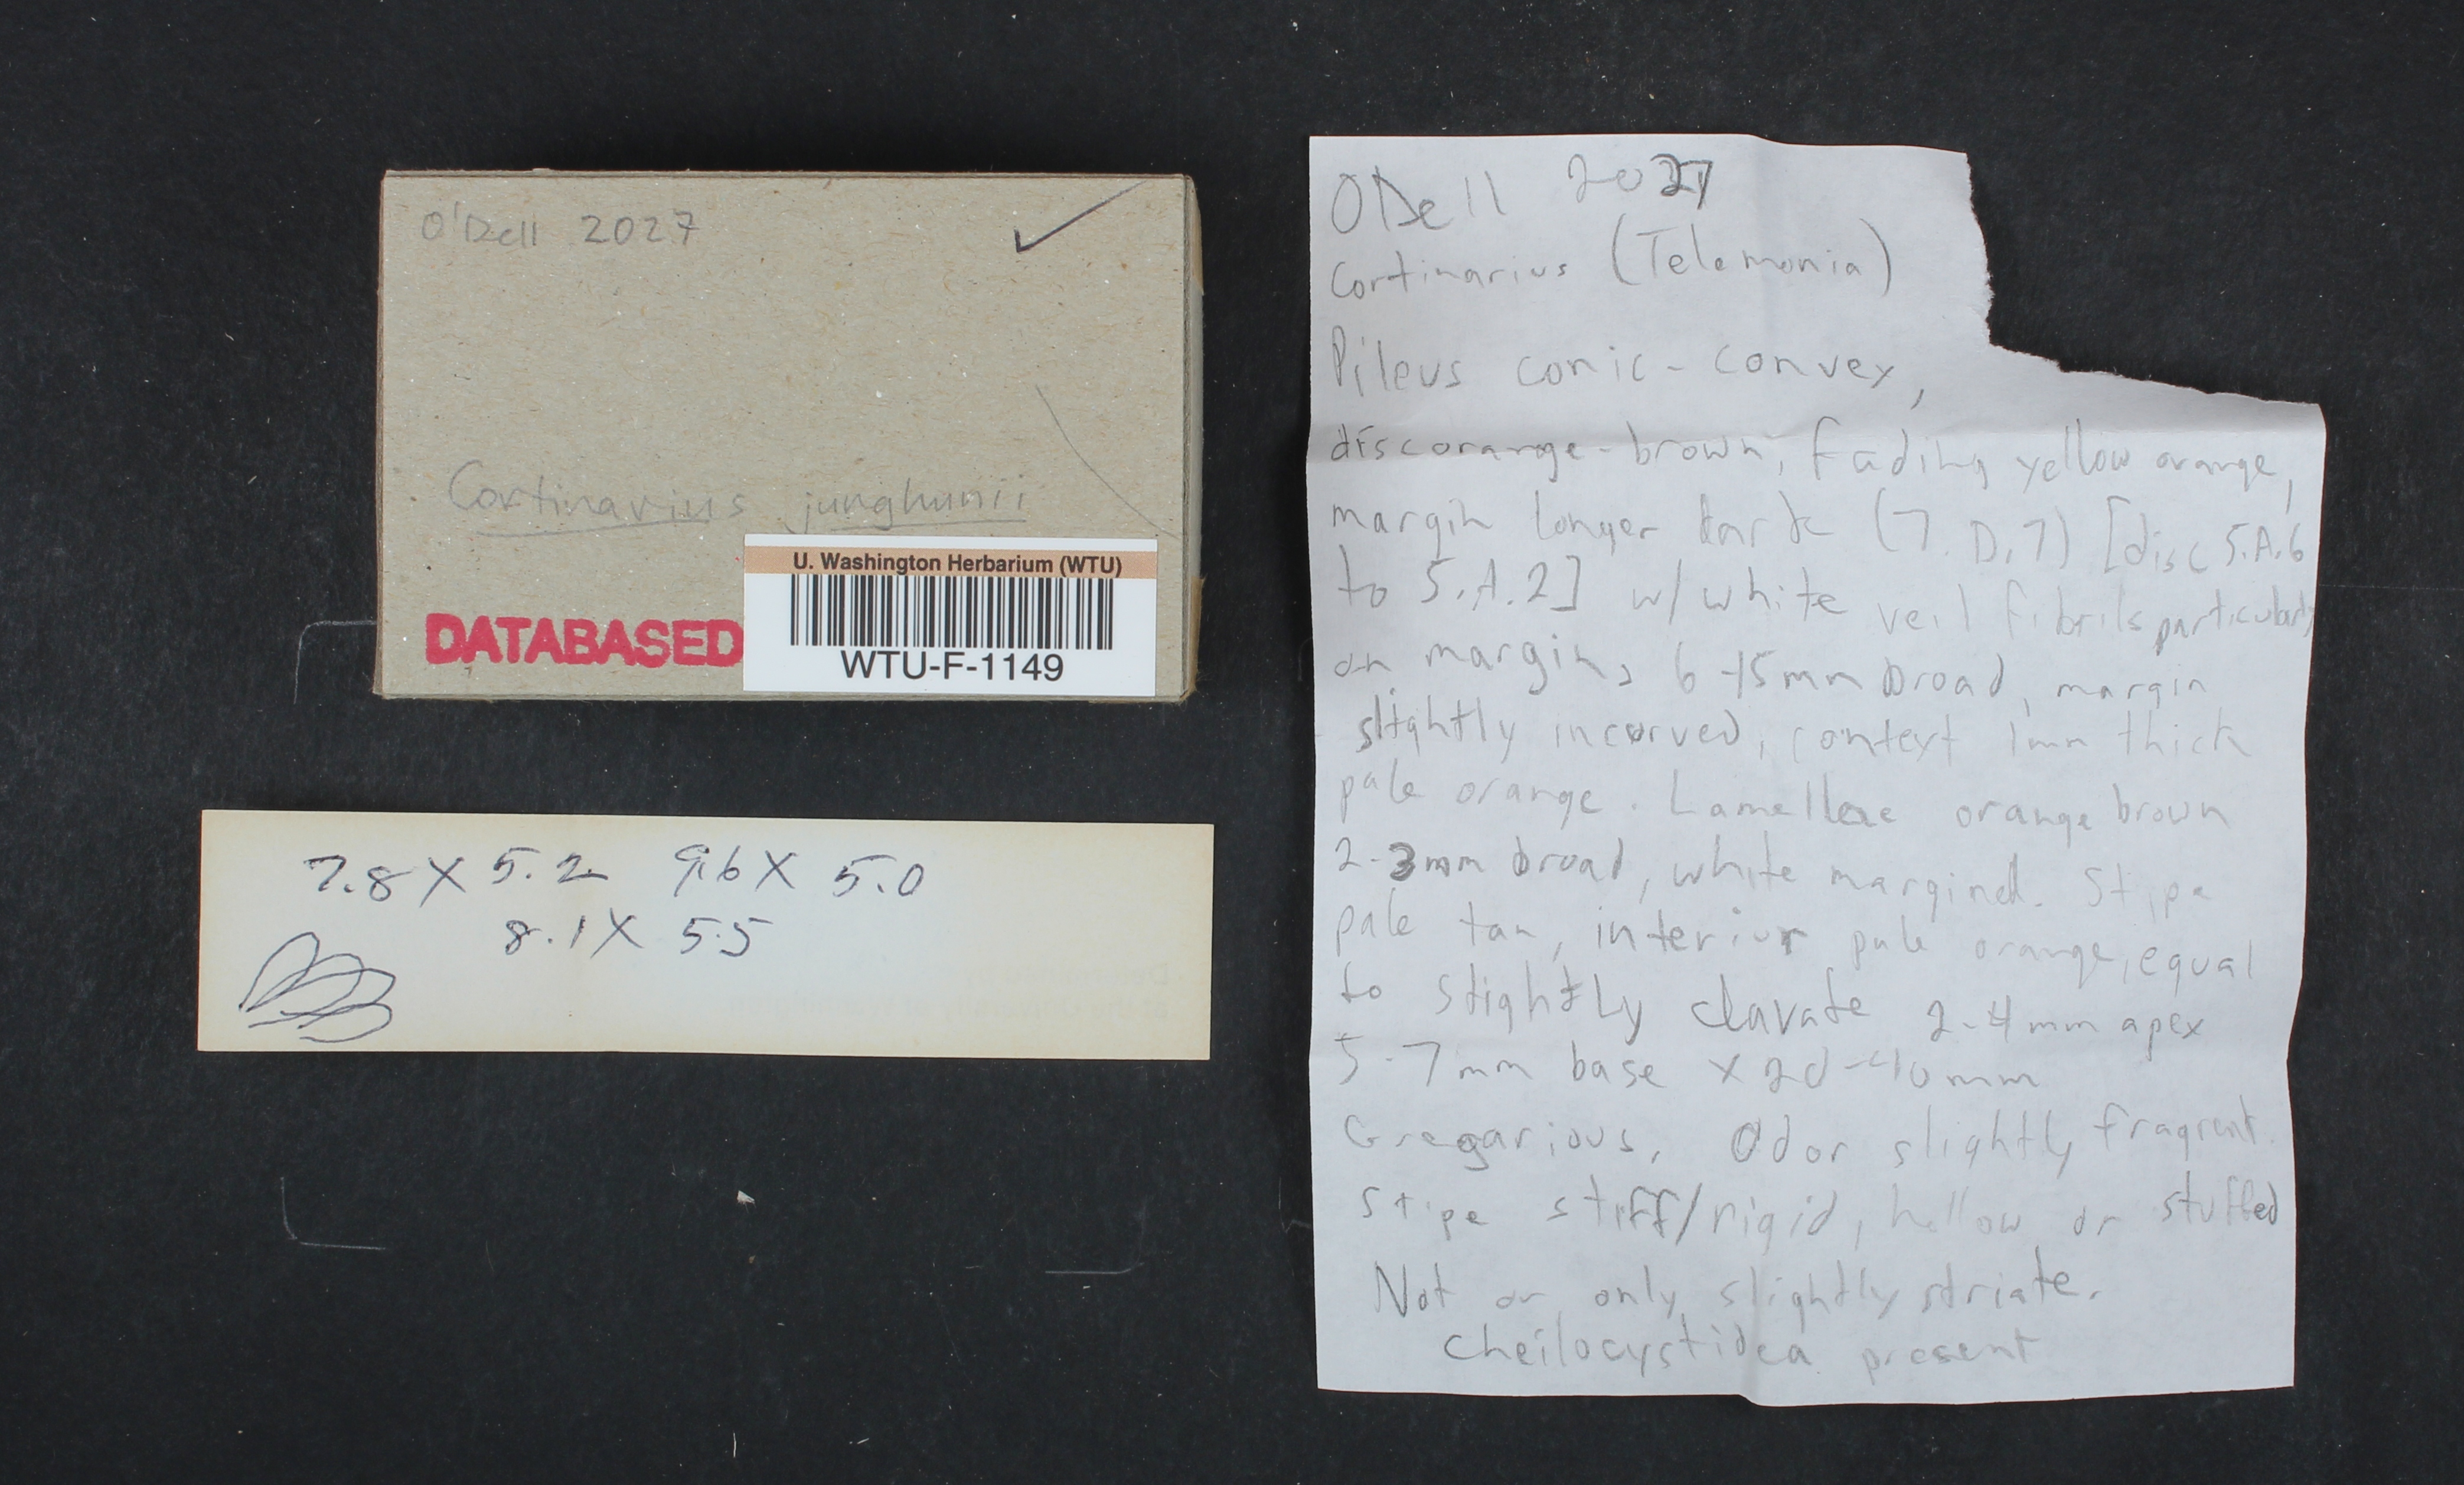 O'Dell 2027
Cortinarius junghunii
DATABASED
U. Washington Herbarium (WTU)
WTU-F-1149
7.8 X 5.2 9.6 X 5.0
8.1 X 5.5
O'Dell 2027
Cortinarius (Telemonia)
Pileus conic-convex,
disc orange-brown, fading yellow orange,
margin longer dark (7.D.7) [disc 5.A.6
to 5.A.2] w/ white veil fibrils particularly
on margin, 6-15mm broad, margin
slightly incurved, context 1mm thick
pale orange. Lamellae orange brown
2-3mm broad, white margined. Stipe
pale tan, interior pale orange, equal
to slightly clavate 2-4mm apex
5-7mm base x 20-40mm
Gregarious. Odor slightly fragrent.
Stipe stiff/rigid, hollow or stuffed
Not or only slightly striate.
Cheilocystidea present